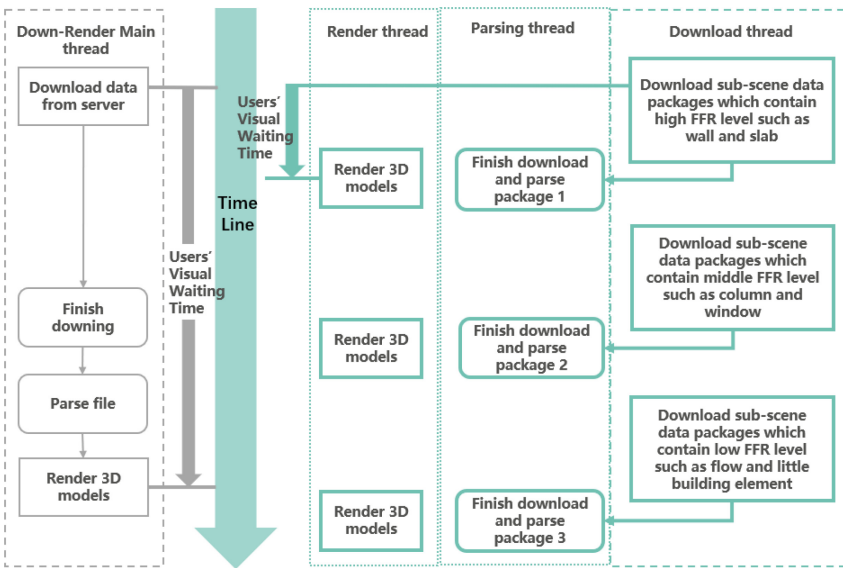 Down-Render Main
thread
Download data
from server
Users'
Visual
Waiting
Time
Finish
downing
Parse file
Render 3D
models
Time
Line
Users'
Visual
Waiting
Time
Render thread
Render 3D
models
Render 3D
models
Render 3D
models
Parsing thread
Finish download
and parse
package 1
Finish download
and parse
package 2
Finish download
and parse
package 3
Download thread
Download sub-scene data
packages which contain
high FFR level such as
wall and slab
Download sub-scene
data packages which
contain middle FFR level
such as column and
window
Download sub-scene
data packages which
contain low FFR level
such as flow and little
building element